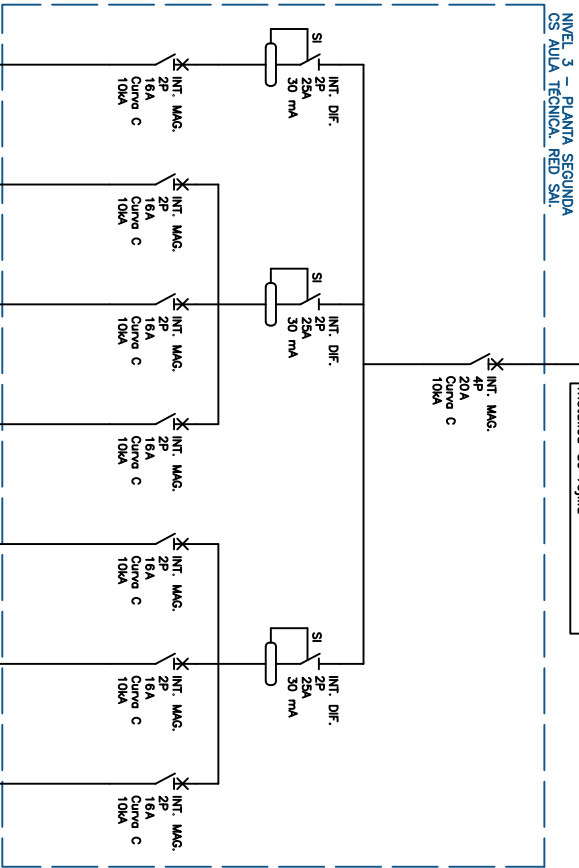 NIVEL 3 - PLANTA SEGUNDA
CS AULA TÉCNICA. RED SAI.
INT. MAG.
4P
20A
Curva C
10kA
SI
INT. DIF.
2P
25A
30 mA
SI
INT. DIF.
2P
25A
30 mA
SI
INT. DIF.
2P
25A
30 mA
INT. MAG.
2P
16A
Curva C
10kA
INT. MAG.
2P
16A
Curva C
10kA
INT. MAG.
2P
16A
Curva C
10kA
INT. MAG.
2P
16A
Curva C
10kA
INT. MAG.
2P
16A
Curva C
10kA
INT. MAG.
2P
16A
Curva C
10kA
INT. MAG.
2P
16A
Curva C
10kA